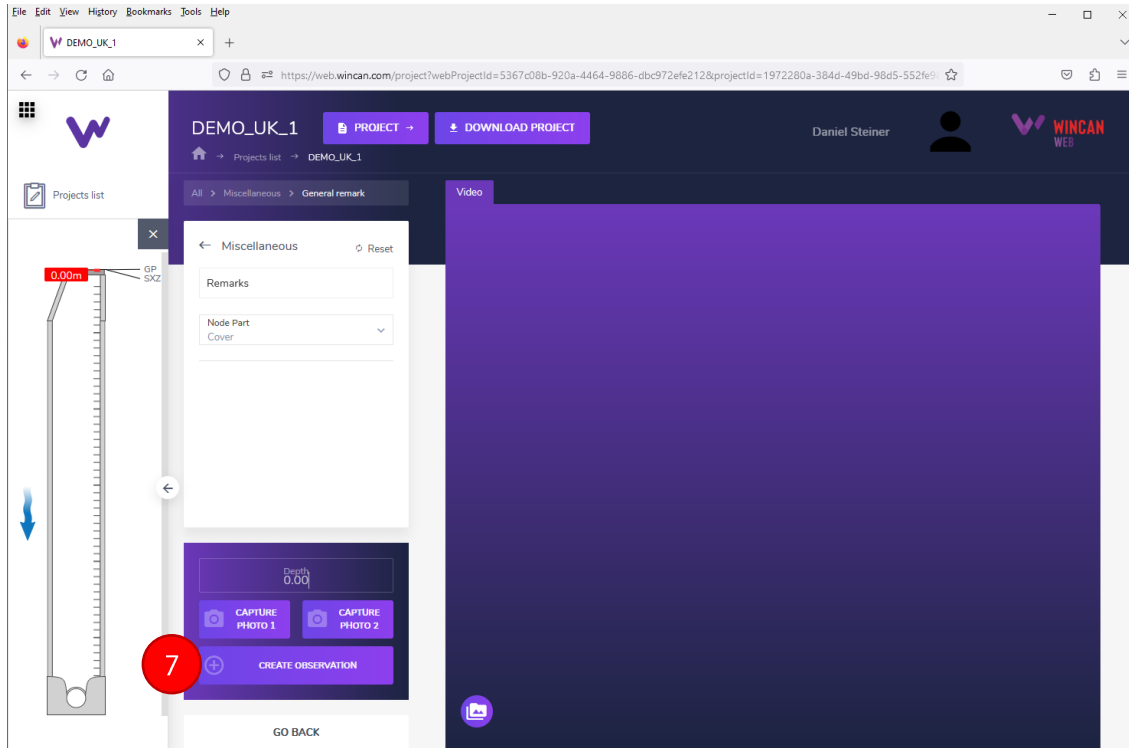 File Edit View History Bookmarks Tools Help
DEMO_UK_1
https://web.wincan.com/project?webProjectId=5367c08b-920a-4464-9886-dbc972efe212&projectId=1972280a-384d-49bd-98d5-552fe9
DEMO_UK_1 PROJECT → DOWNLOAD PROJECT Daniel Steiner WINCAN WEB
→ Projects list → DEMO_UK_1
Projects list
All > Miscellaneous > General remark
Video
← Miscellaneous Reset
0.00m
GP
SXZ
Remarks
Node Part
Cover
Depth
0.00
CAPTURE PHOTO 1
CAPTURE PHOTO 2
7
CREATE OBSERVATION
GO BACK